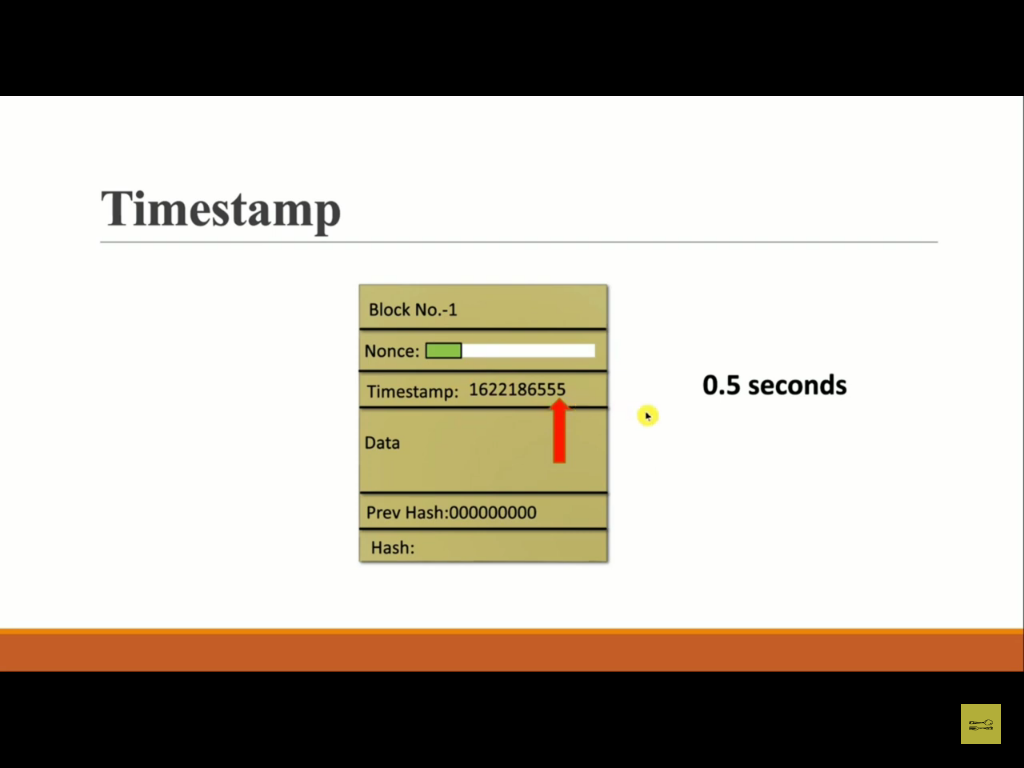 Timestamp
Block No.-1
Nonce:
Timestamp: 1622186555
0.5 seconds
Data
Prev Hash:000000000
Hash: